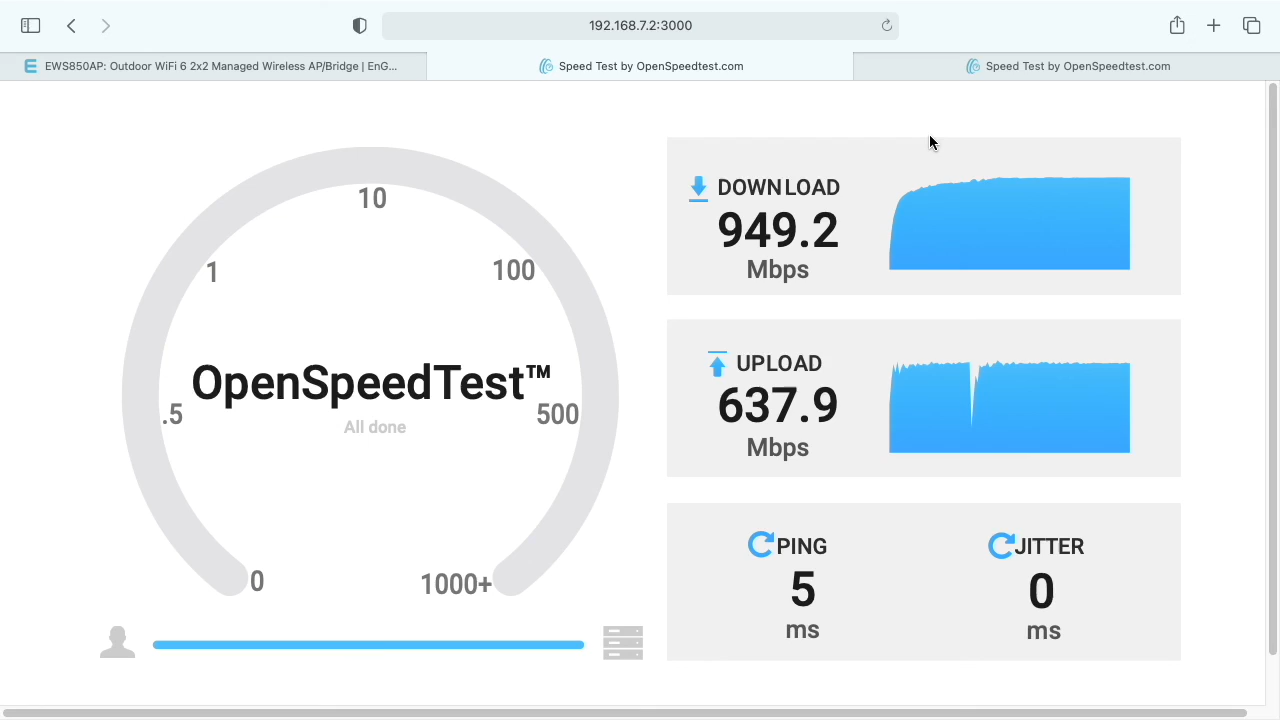 192.168.7.2:3000
EWS850AP: Outdoor WiFi 6 2x2 Managed Wireless AP/Bridge | EnG...
Speed Test by OpenSpeedtest.com
Speed Test by OpenSpeedtest.com
10
1
100
OpenSpeedTest™
.5
500
All done
0
1000+
DOWNLOAD
949.2
Mbps
UPLOAD
637.9
Mbps
PING
5
ms
JITTER
0
ms